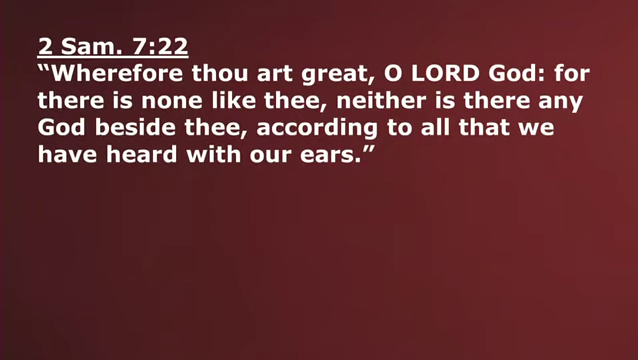 2 Sam. 7:22
“Wherefore thou art great, O LORD God: for
there is none like thee, neither is there any
God beside thee, according to all that we
have heard with our ears.”